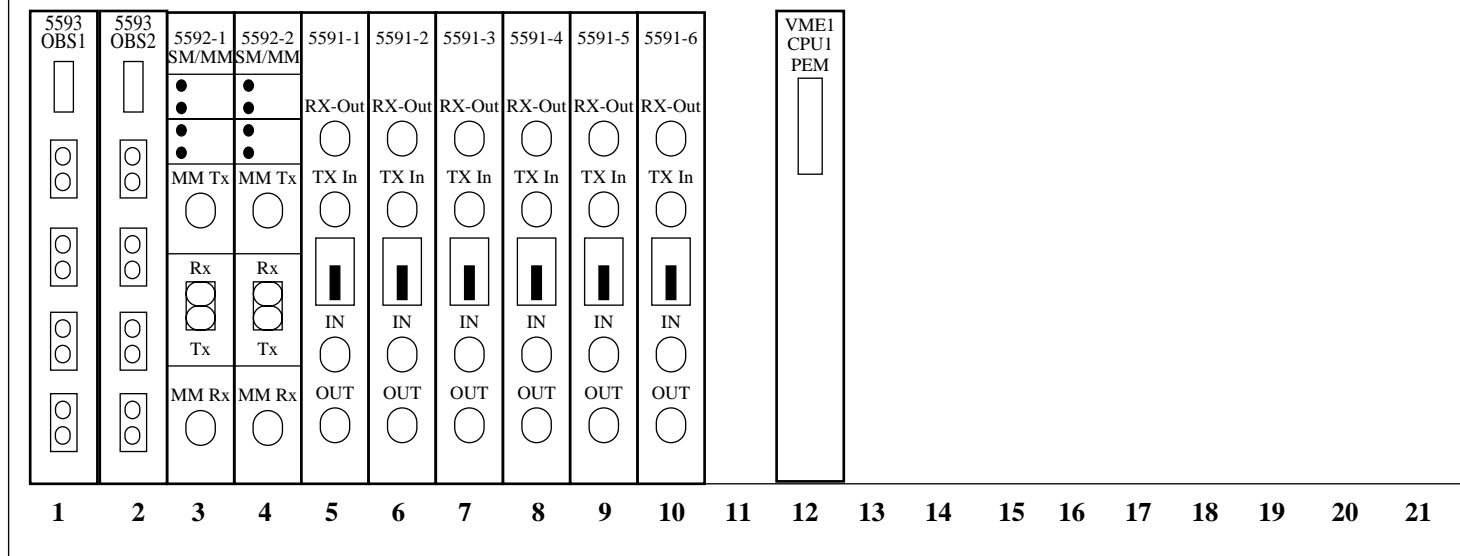 5593 5593 VME1
OBS1 OBS2 5592-1 5592-2 5591-1 5591-2 5591-3 5591-4 5591-5 5591-6 CPU1
SM/MM SM/MM PEM
RX-Out RX-Out RX-Out RX-Out RX-Out RX-Out
MM Tx MM Tx TX In TX In TX In TX In TX In TX In
Rx Rx
IN IN IN IN IN IN
Tx Tx
MM Rx MM Rx OUT OUT OUT OUT OUT OUT
1 2 3 4 5 6 7 8 9 10 11 12 13 14 15 16 17 18 19 20 21